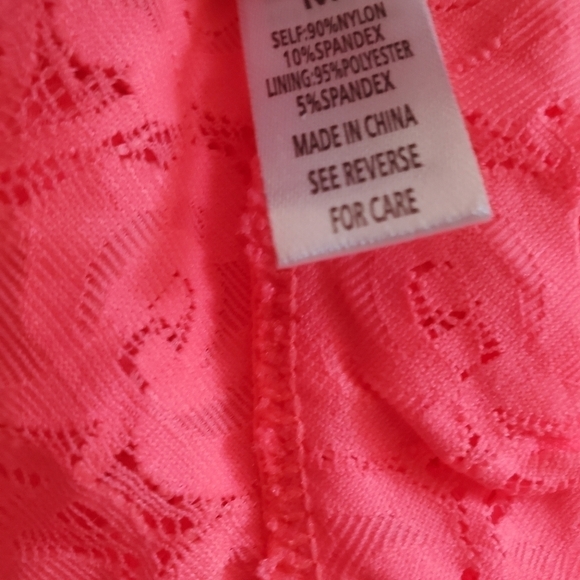 SELF:90%NYLON
10%SPANDEX
LINING:95%POLYESTER
5%SPANDEX
MADE IN CHINA
SEE REVERSE
FOR CARE